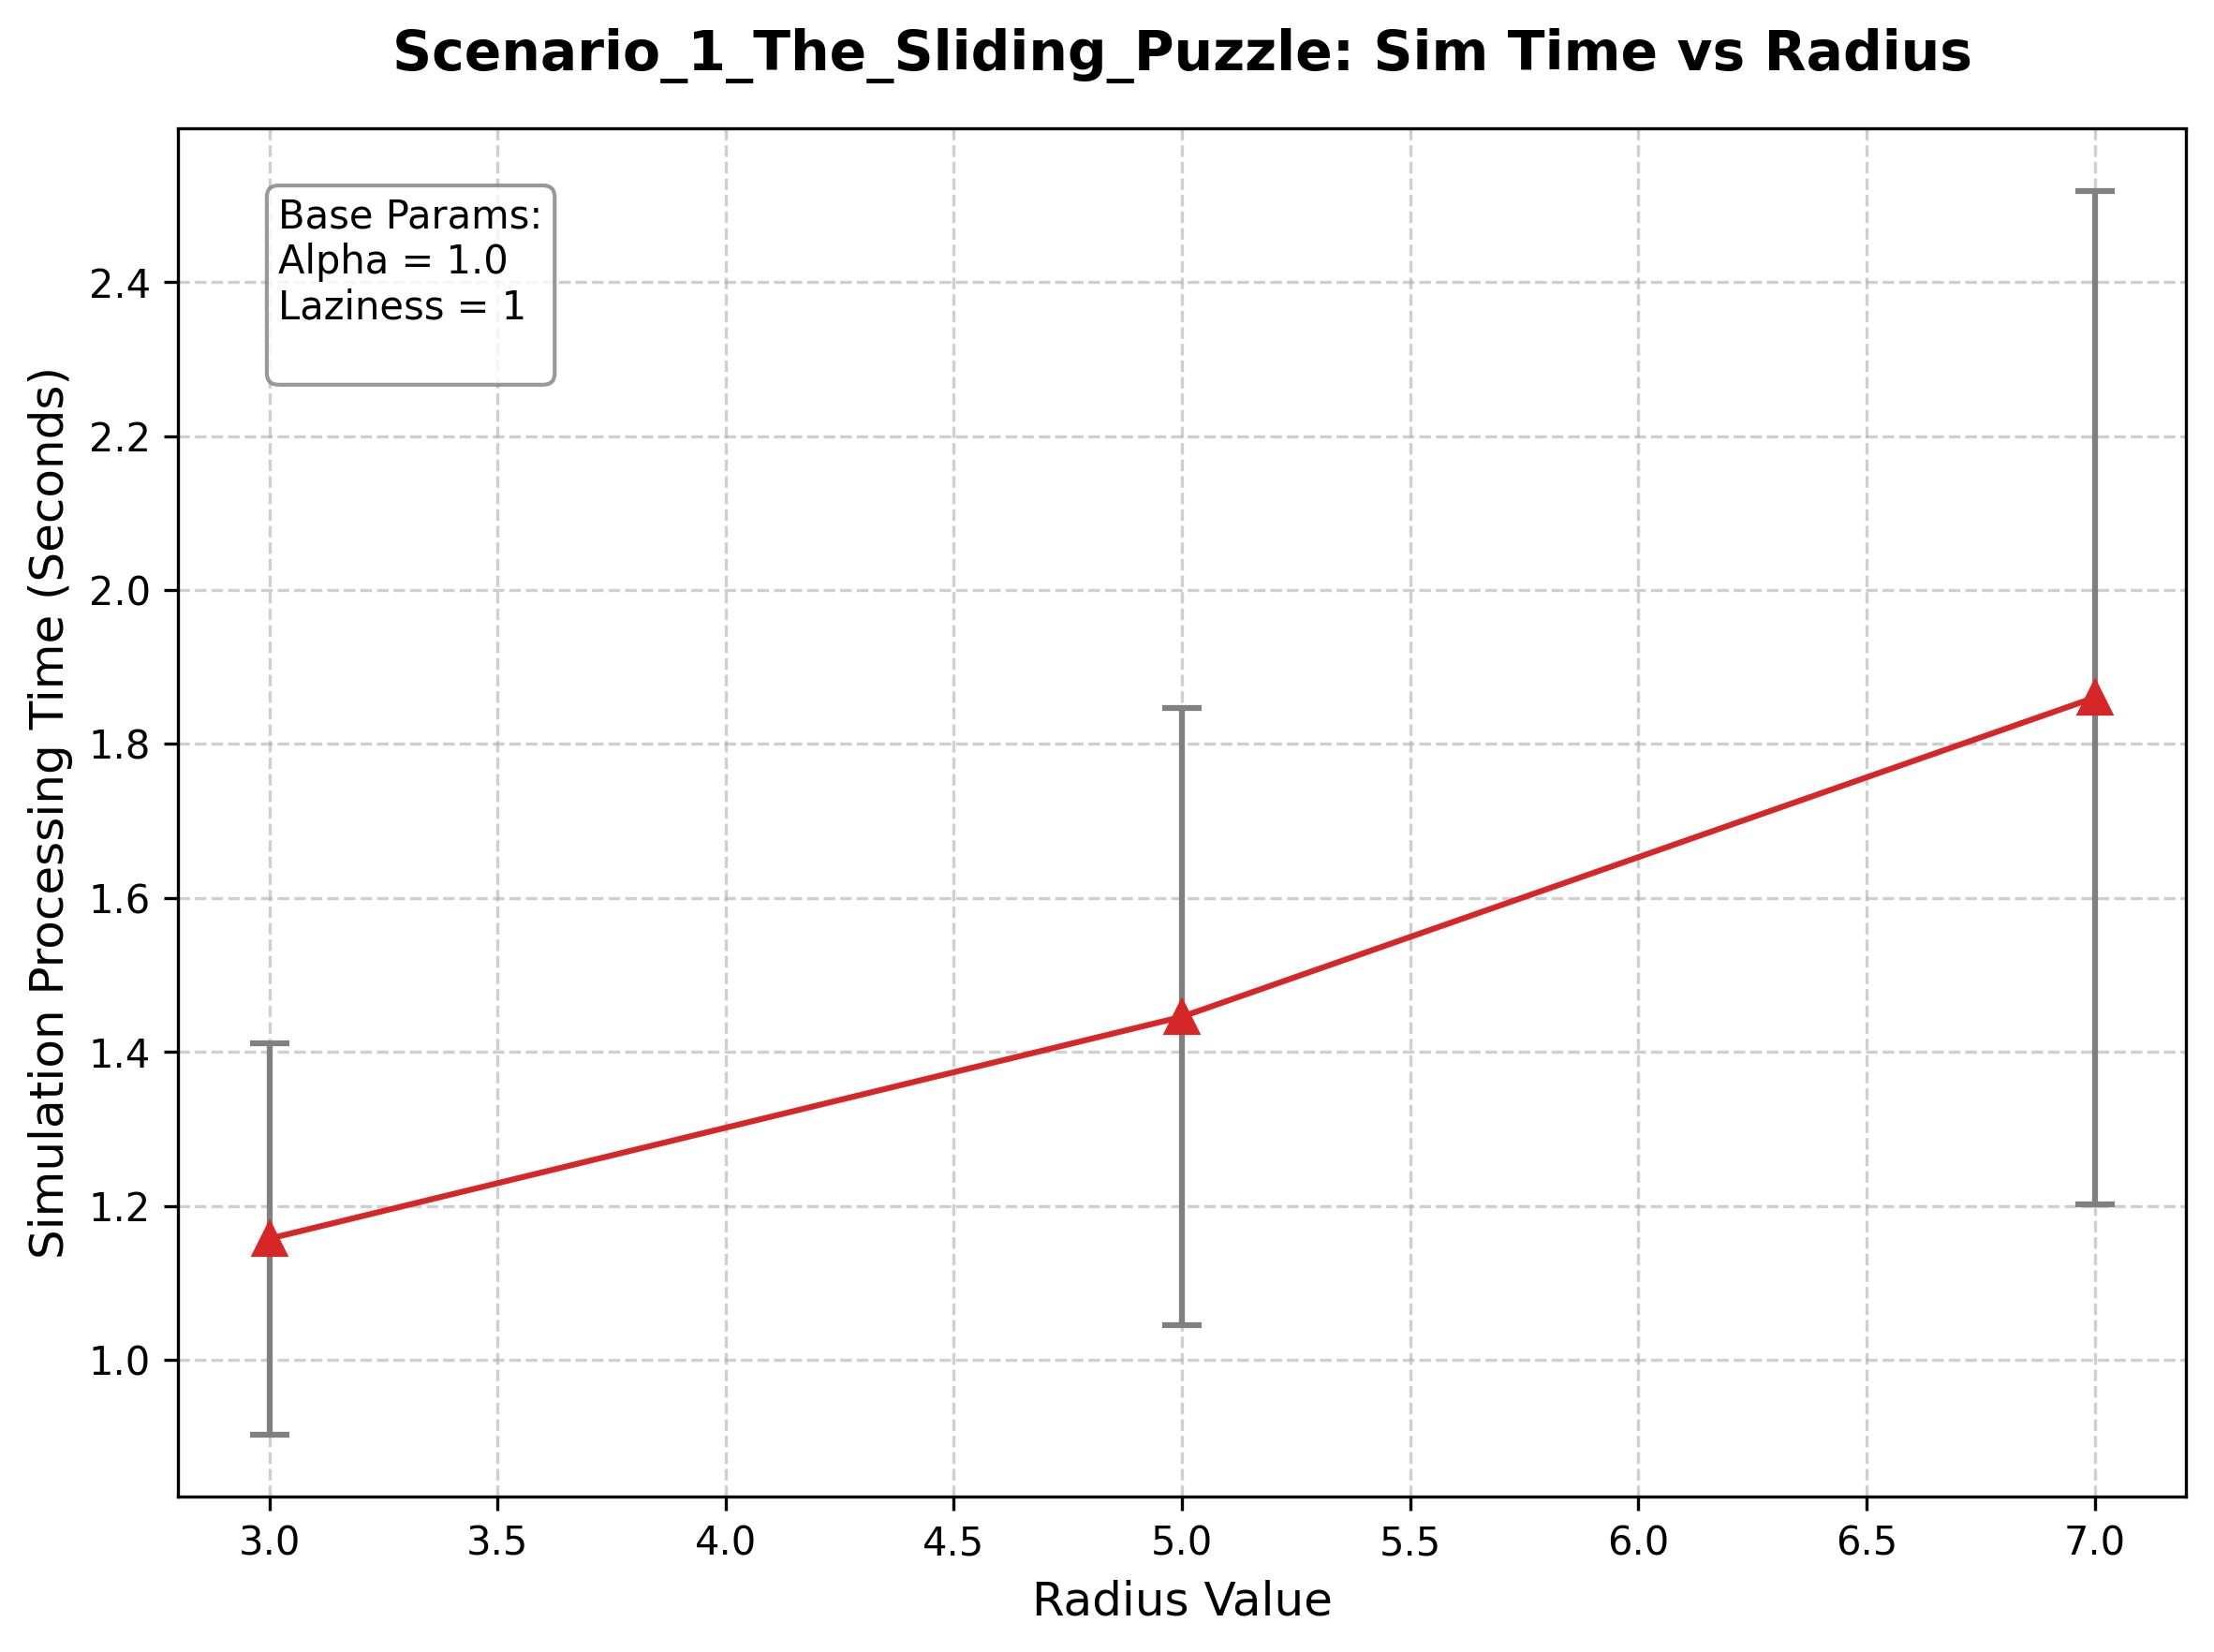 Scenario_1_The_Sliding_Puzzle: Sim Time vs Radius
Base Params:
Alpha = 1.0
Laziness = 1
Simulation Processing Time (Seconds)
2.4
2.2
2.0
1.8
1.6
1.4
1.2
1.0
3.0 3.5 4.0 4.5 5.0 5.5 6.0 6.5 7.0
Radius Value